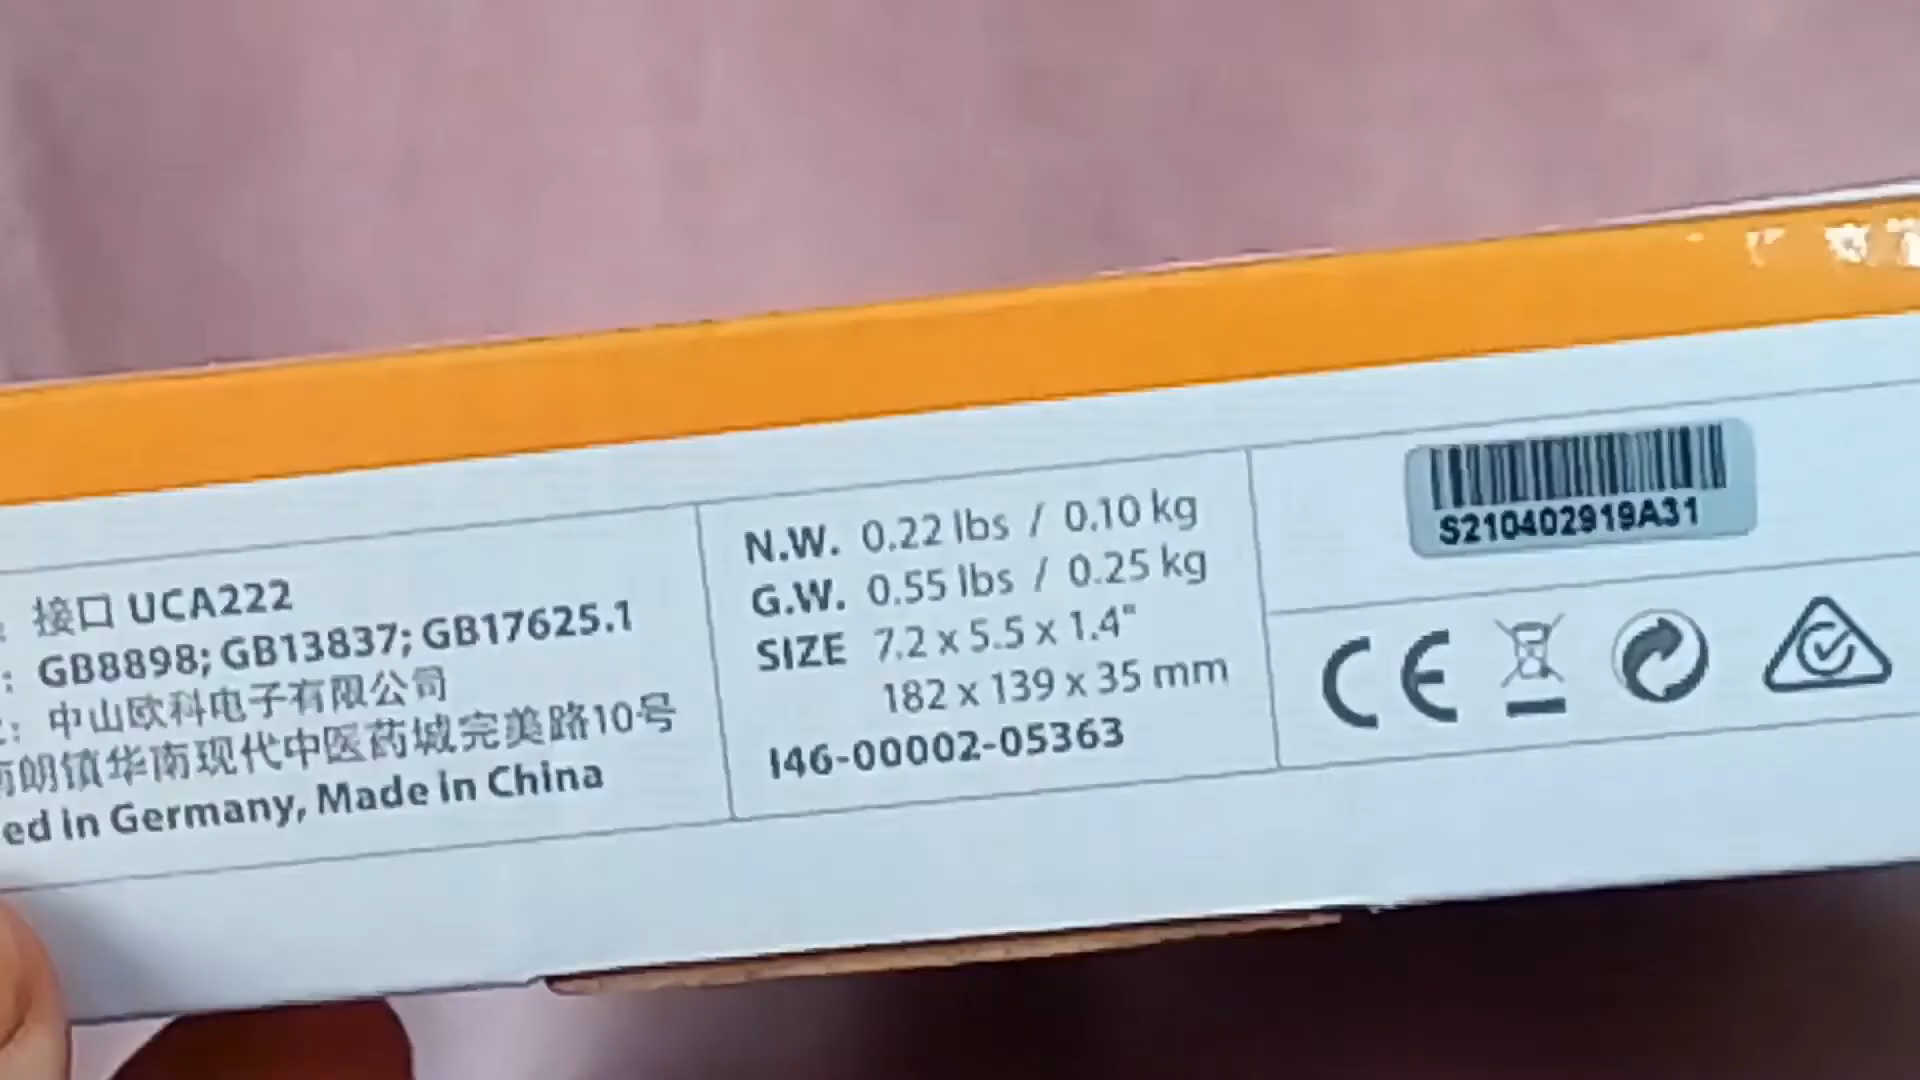 : 接口 UCA222
: GB8898; GB13837; GB17625.1
: 中山欧科电子有限公司
朗镇华南现代中医药城完美路10号
ed in Germany, Made in China
N.W. 0.22 lbs / 0.10 kg
G.W. 0.55 lbs / 0.25 kg
SIZE 7.2 x 5.5 x 1.4"
182 x 139 x 35 mm
I46-00002-05363
S210402919A31
CE